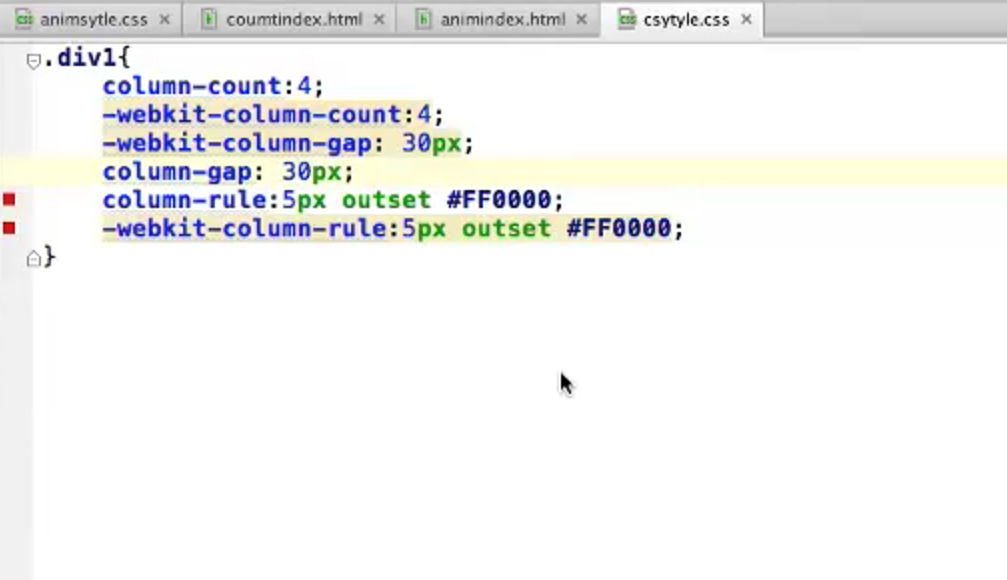 animsytle.css coumtindex.html animindex.html csytyle.css
.div1{
column-count:4;
-webkit-column-count:4;
-webkit-column-gap: 30px;
column-gap: 30px;
column-rule:5px outset #FF0000;
-webkit-column-rule:5px outset #FF0000;
}